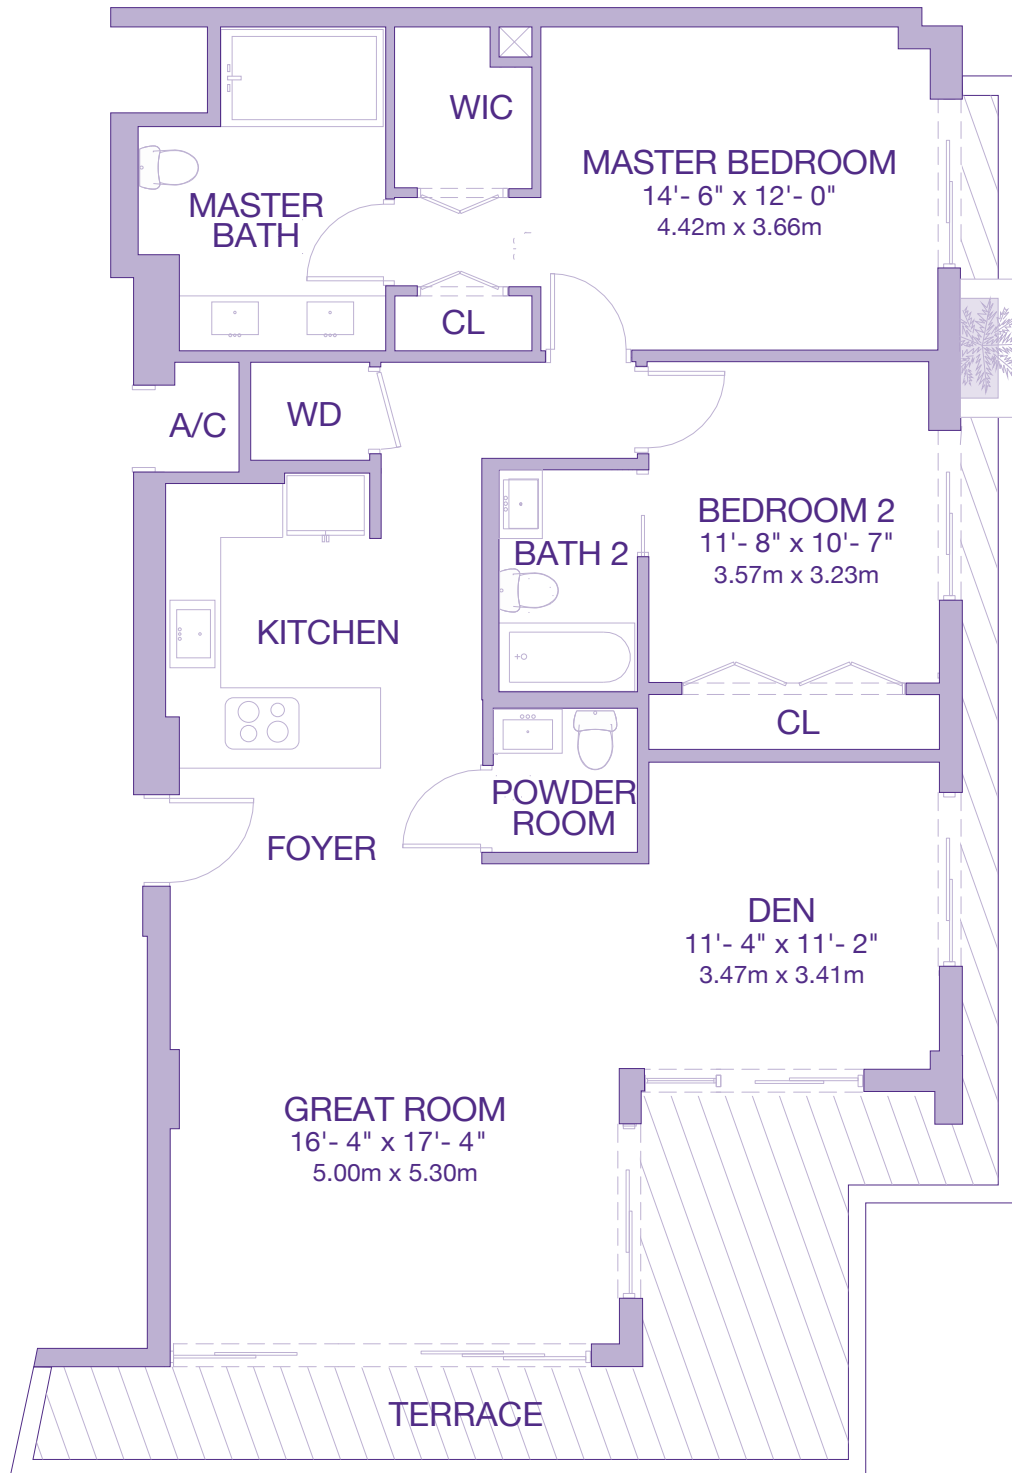 WIC
MASTER BEDROOM
14'- 6" x 12'- 0"
4.42m x 3.66m
MASTER
BATH
CL
A/C
WD
BEDROOM 2
11'- 8" x 10'- 7"
3.57m x 3.23m
BATH 2
KITCHEN
CL
POWDER
ROOM
FOYER
DEN
11'- 4" x 11'- 2"
3.47m x 3.41m
GREAT ROOM
16'- 4" x 17'- 4"
5.00m x 5.30m
TERRACE